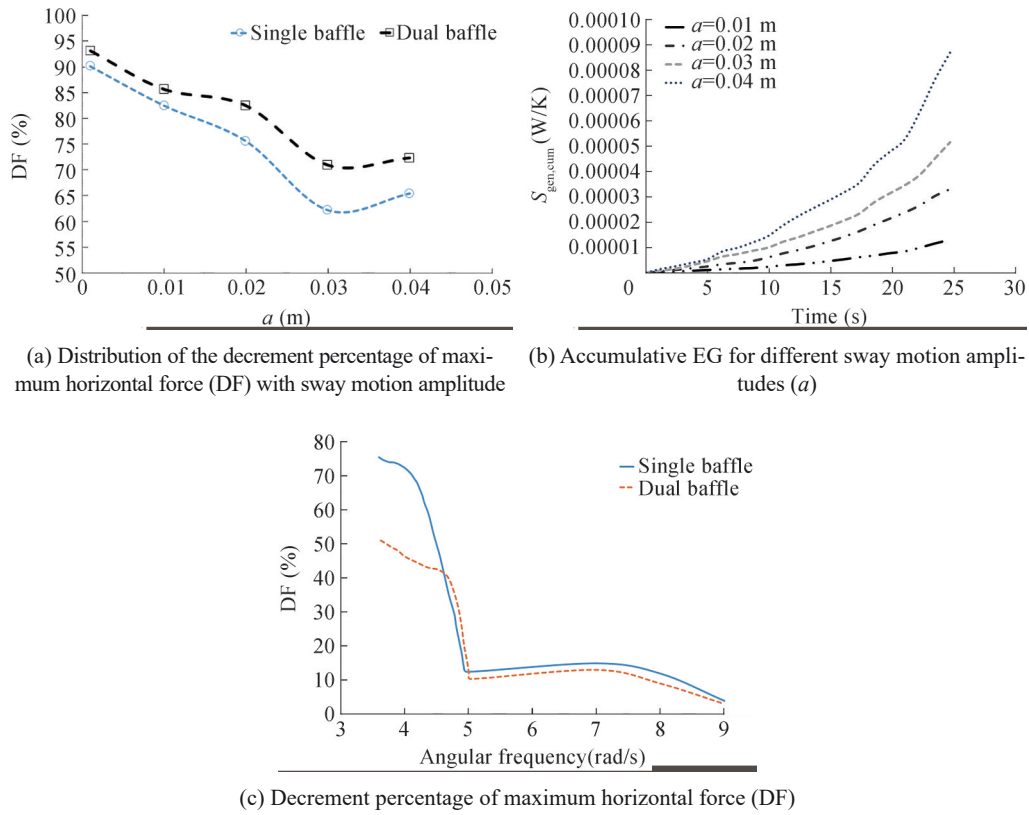 100
95
90
85
80
75
70
65
60
55
50
DF (%)
Single baffle
Dual baffle
0
0.01
0.02
0.03
0.04
0.05
a (m)
(a) Distribution of the decrement percentage of maxi-
mum horizontal force (DF) with sway motion amplitude
0.00010
0.00009
0.00008
0.00006
0.00005
0.00004
0.00003
0.00002
0.00001
S gen,cum (W/K)
a=0.01 m
a=0.02 m
a=0.03 m
a=0.04 m
0
5
10
15
20
25
30
Time (s)
(b) Accumulative EG for different sway motion ampli-
tudes (a)
80
70
60
50
40
30
20
10
0
DF (%)
Single baffle
Dual baffle
3
4
5
6
7
8
9
Angular frequency(rad/s)
(c) Decrement percentage of maximum horizontal force (DF)